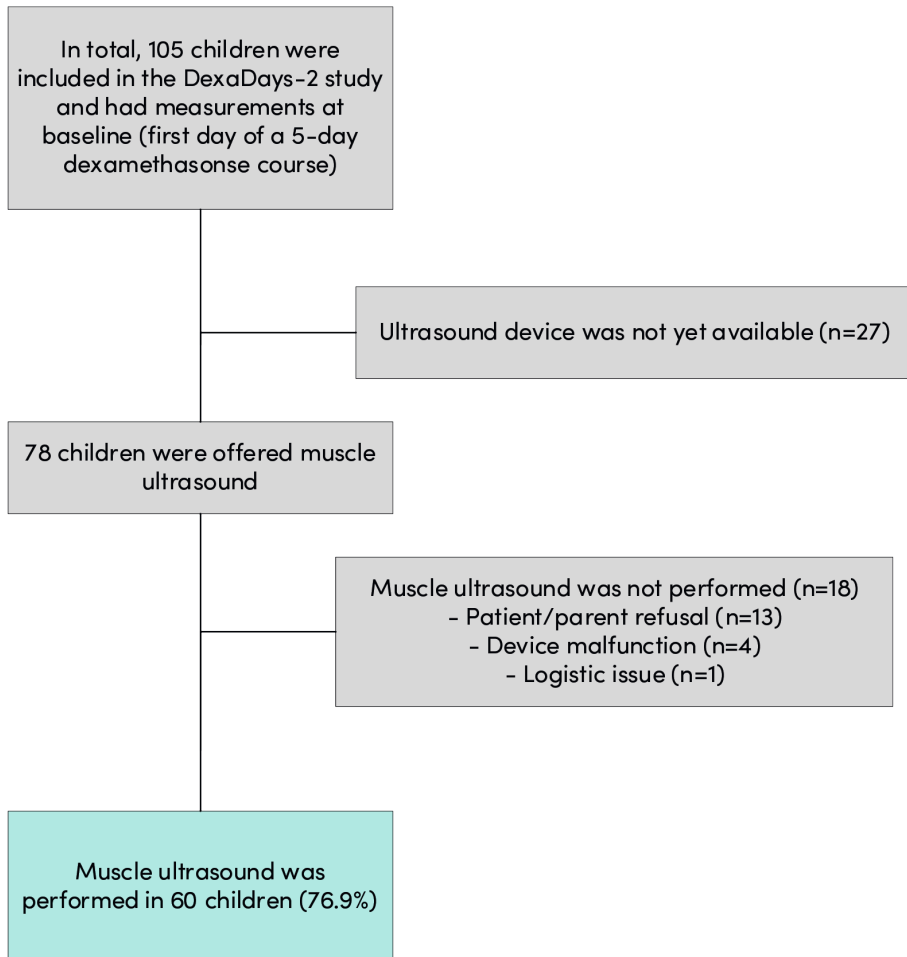 In total, 105 children were
included in the DexaDays-2 study
and had measurements at
baseline (first day of a 5-day
dexamethasonse course)
Ultrasound device was not yet available (n=27)
78 children were offered muscle
ultrasound
Muscle ultrasound was not performed (n=18)
- Patient/parent refusal (n=13)
- Device malfunction (n=4)
- Logistic issue (n=1)
Muscle ultrasound was
performed in 60 children (76.9%)